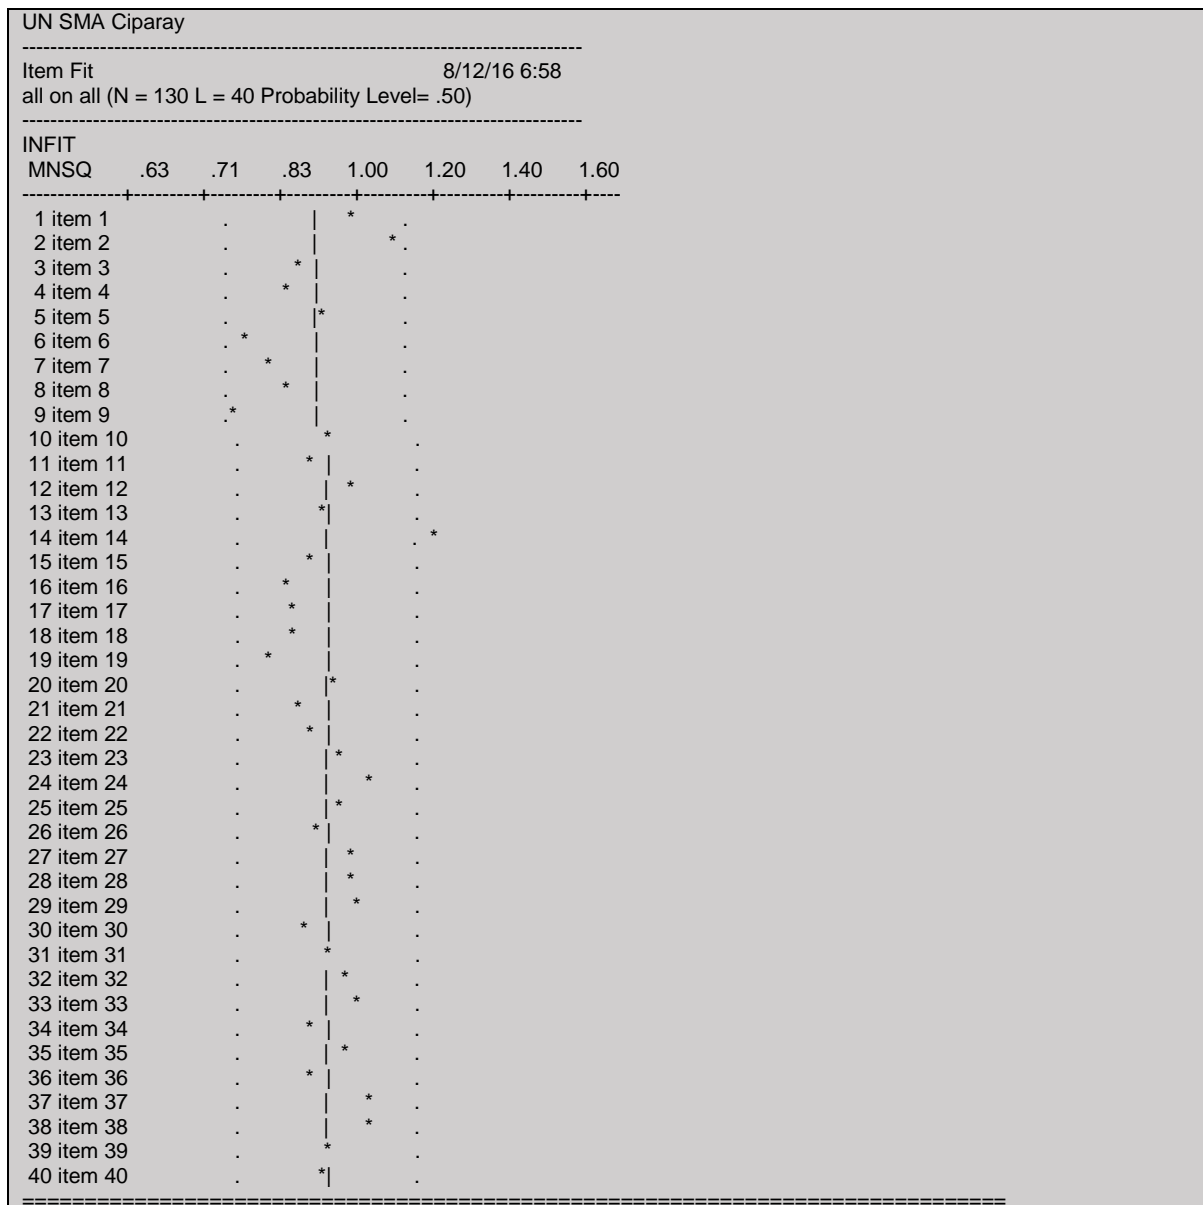 UN SMA Ciparay
--------------------------------------------------------------------------------
Item Fit 8/12/16 6:58
all on all (N = 130 L = 40 Probability Level= .50)
--------------------------------------------------------------------------------
INFIT
MNSQ .63 .71 .83 1.00 1.20 1.40 1.60
---------------+----------+----------+----------+----------+----------+----------+-----
1 item 1 . | * .
2 item 2 . | * .
3 item 3 . * | .
4 item 4 . * | .
5 item 5 . |* .
6 item 6 . * | .
7 item 7 . * | .
8 item 8 . * | .
9 item 9 .* | .
10 item 10 . * .
11 item 11 . * | .
12 item 12 . | * .
13 item 13 . *| .
14 item 14 . | . *
15 item 15 . * | .
16 item 16 . * | .
17 item 17 . * | .
18 item 18 . * | .
19 item 19 . * | .
20 item 20 . |* .
21 item 21 . * | .
22 item 22 . * | .
23 item 23 . | * .
24 item 24 . | * .
25 item 25 . | * .
26 item 26 . * | .
27 item 27 . | * .
28 item 28 . | * .
29 item 29 . | * .
30 item 30 . * | .
31 item 31 . * .
32 item 32 . | * .
33 item 33 . | * .
34 item 34 . * | .
35 item 35 . | * .
36 item 36 . * | .
37 item 37 . | * .
38 item 38 . | * .
39 item 39 . * .
40 item 40 . *| .
================================================================================